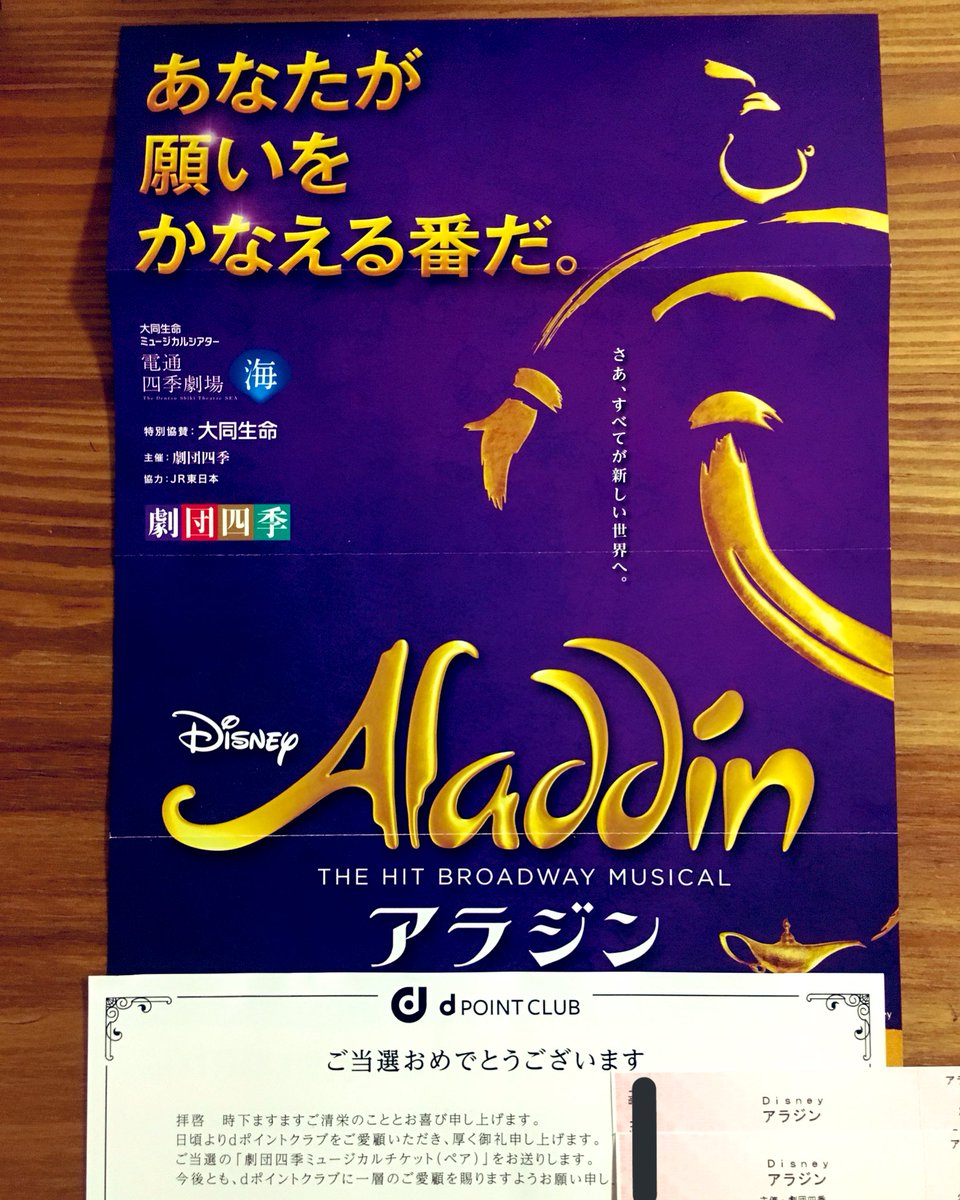 あなたが
願いを
かなえる番だ。
大同生命
ミュージカルシアター
電通
四季劇場
海
The Dentsu Shiki Theatre SEA
特別協賛:大同生命
主催:劇団四季
協力:JR東日本
劇団四季
さあ、すべてが新しい世界へ。
Disney
Aladdin
THE HIT BROADWAY MUSICAL
アラジン
d POINT CLUB
ご当選おめでとうございます
拝啓 時下ますますご清栄のこととお喜び申し上げます。
日頃よりdポイントクラブをご愛顧いただき、厚く御礼申し上げます。
ご当選の「劇団四季ミュージカルチケット(ペア)」をお送りします。
今後とも、dポイントクラブに一層のご愛顧を賜りますようお願い申し
Disney
アラジン
Disney
アラジン
主催:劇団四季